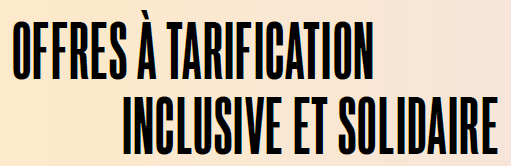 OFFRES À TARIFICATION
INCLUSIVE ET SOLIDAIRE